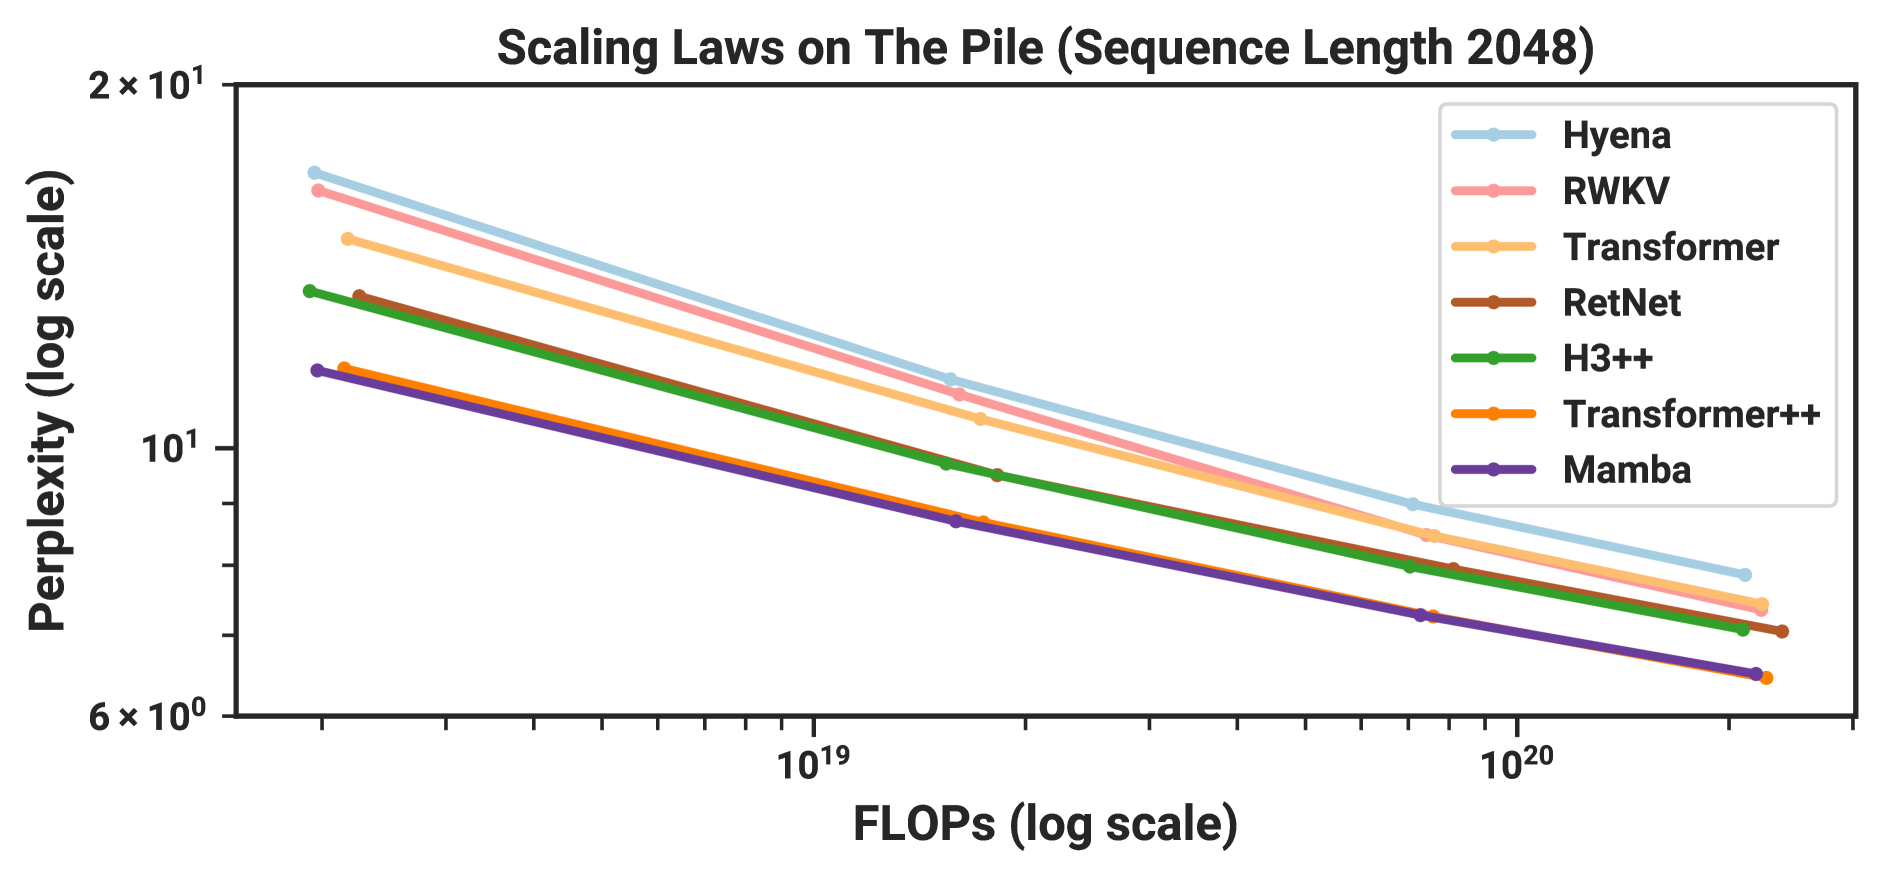 Scaling Laws on The Pile (Sequence Length 2048)
Perplexity (log scale)
2 × 10¹
10¹
6 × 10⁰
Hyena
RWKV
Transformer
RetNet
H3++
Transformer++
Mamba
10¹⁹
10²⁰
FLOPs (log scale)